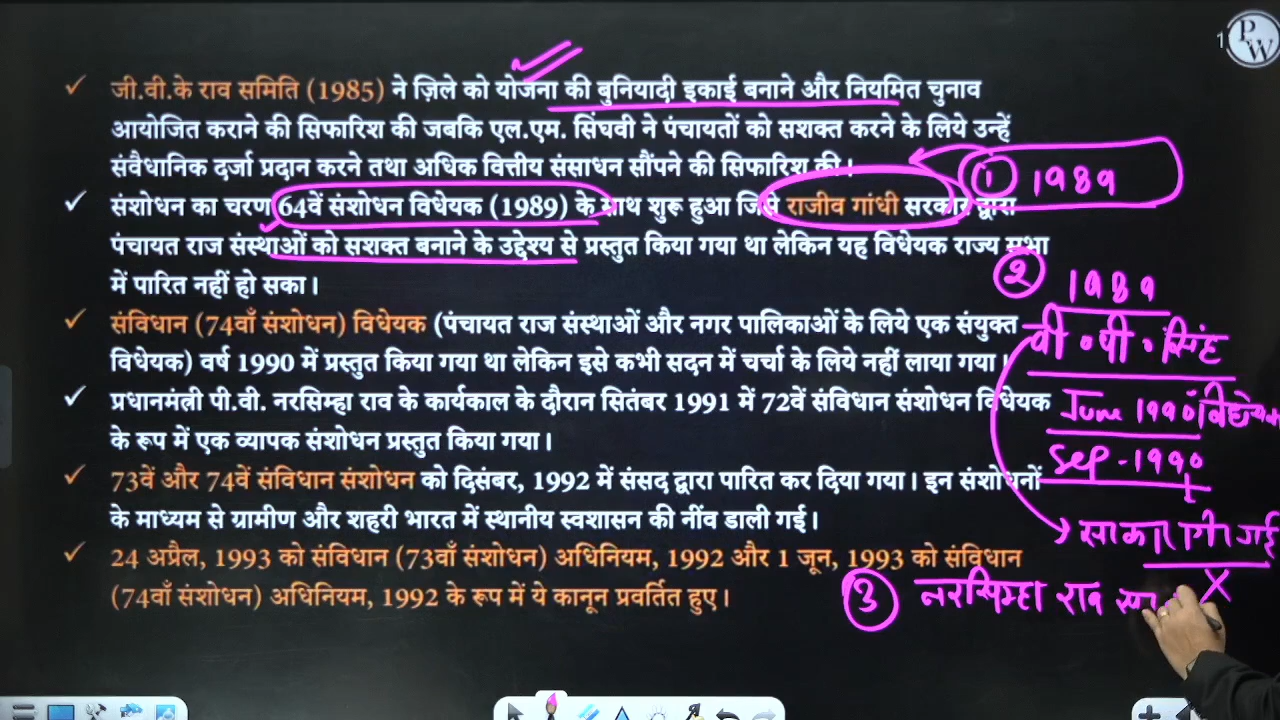 1
PW
✓ जी.वी.के राव समिति (1985) ने ज़िले को योजना की बुनियादी इकाई बनाने और नियमित चुनाव
आयोजित कराने की सिफारिश की जबकि एल.एम. सिंघवी ने पंचायतों को सशक्त करने के लिये उन्हें
संवैधानिक दर्जा प्रदान करने तथा अधिक वित्तीय संसाधन सौंपने की सिफारिश की।
① 1989
✓ संशोधन का चरण 64वें संशोधन विधेयक (1989) के साथ शुरू हुआ जिसे राजीव गांधी सरकार द्वारा
पंचायत राज संस्थाओं को सशक्त बनाने के उद्देश्य से प्रस्तुत किया गया था लेकिन यह विधेयक राज्य सभा
में पारित नहीं हो सका।
✓ संविधान (74वाँ संशोधन) विधेयक (पंचायत राज संस्थाओं और नगर पालिकाओं के लिये एक संयुक्त
विधेयक) वर्ष 1990 में प्रस्तुत किया गया था लेकिन इसे कभी सदन में चर्चा के लिये नहीं लाया गया।
✓ प्रधानमंत्री पी.वी. नरसिम्हा राव के कार्यकाल के दौरान सितंबर 1991 में 72वें संविधान संशोधन विधेयक
के रूप में एक व्यापक संशोधन प्रस्तुत किया गया।
✓ 73वें और 74वें संविधान संशोधन को दिसंबर, 1992 में संसद द्वारा पारित कर दिया गया। इन संशोधनों
के माध्यम से ग्रामीण और शहरी भारत में स्थानीय स्वशासन की नींव डाली गई।
✓ 24 अप्रैल, 1993 को संविधान (73वाँ संशोधन) अधिनियम, 1992 और 1 जून, 1993 को संविधान
(74वाँ संशोधन) अधिनियम, 1992 के रूप में ये कानून प्रवर्तित हुए।
② 1989
वी॰पी॰सिंह
June 1990 विधेयक
Sep - 1990
गई
X
③ नरसिम्हा राव